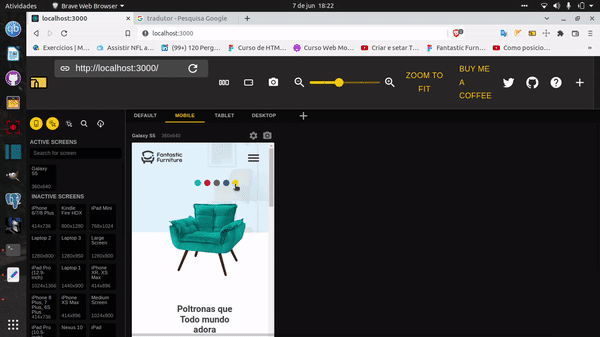 Atividades
Brave Web Browser
7 de jun 18:22
localhost:3000
tradutor - Pesquisa Google
localhost:3000
Exercícios | Mo...
Assistir NFL a...
(99+) 120 Perg...
Curso de HTM...
Curso Web Mo...
Criar e setar T...
Fantastic Furn...
Como posicio...
http://localhost:3000/
ZOOM TO FIT
BUY ME A COFFEE
DEFAULT
MOBILE
TABLET
DESKTOP
ACTIVE SCREENS
Search for screen
Galaxy S5
360x640
INACTIVE SCREENS
iPhone 6/7/8 Plus
414x736
Kindle Fire HDX
800x1280
iPad Mini
768x1024
Laptop 2
1280x800
Laptop 3
1280x950
Large Screen
1280x800
iPad Pro (12.9-inch)
1024x1366
Laptop 1
1440x900
iPhone XR, XS Max
414x896
iPhone 8 Plus, 7 Plus, 6S Plus
414x736
iPhone XS Max
414x896
Medium Screen
1024x800
iPad Pro (10.5-
Nexus 10
iPad
Galaxy S5
360x640
Fantastic Furniture
Poltronas que
Todo mundo
adora